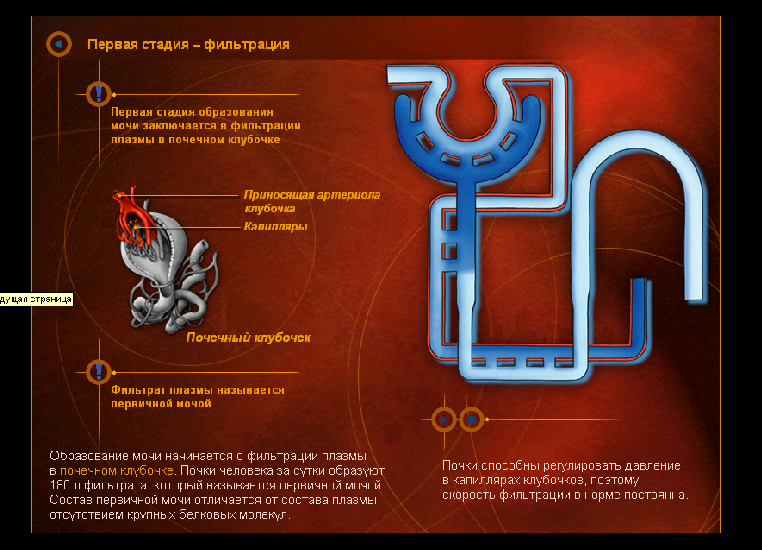 Первая стадия – фильтрация
Первая стадия образования
мочи заключается в фильтрации
плазмы в почечном клубочке
Приносящая артериола
клубочка
Капилляры
дущая страница
Почечный клубочек
Фильтрат плазмы называется
первичной мочой
Образование мочи начинается с фильтрации плазмы
в почечном клубочке. Почки человека за сутки образуют
фильтрата, который называется первичной мочой.
Состав первичной мочи отличается от состава плазмы
отсутствием крупных белковых молекул.
Почки способны регулировать давление
в капиллярах клубочков, поэтому
скорость фильтрации в норме постоянна.